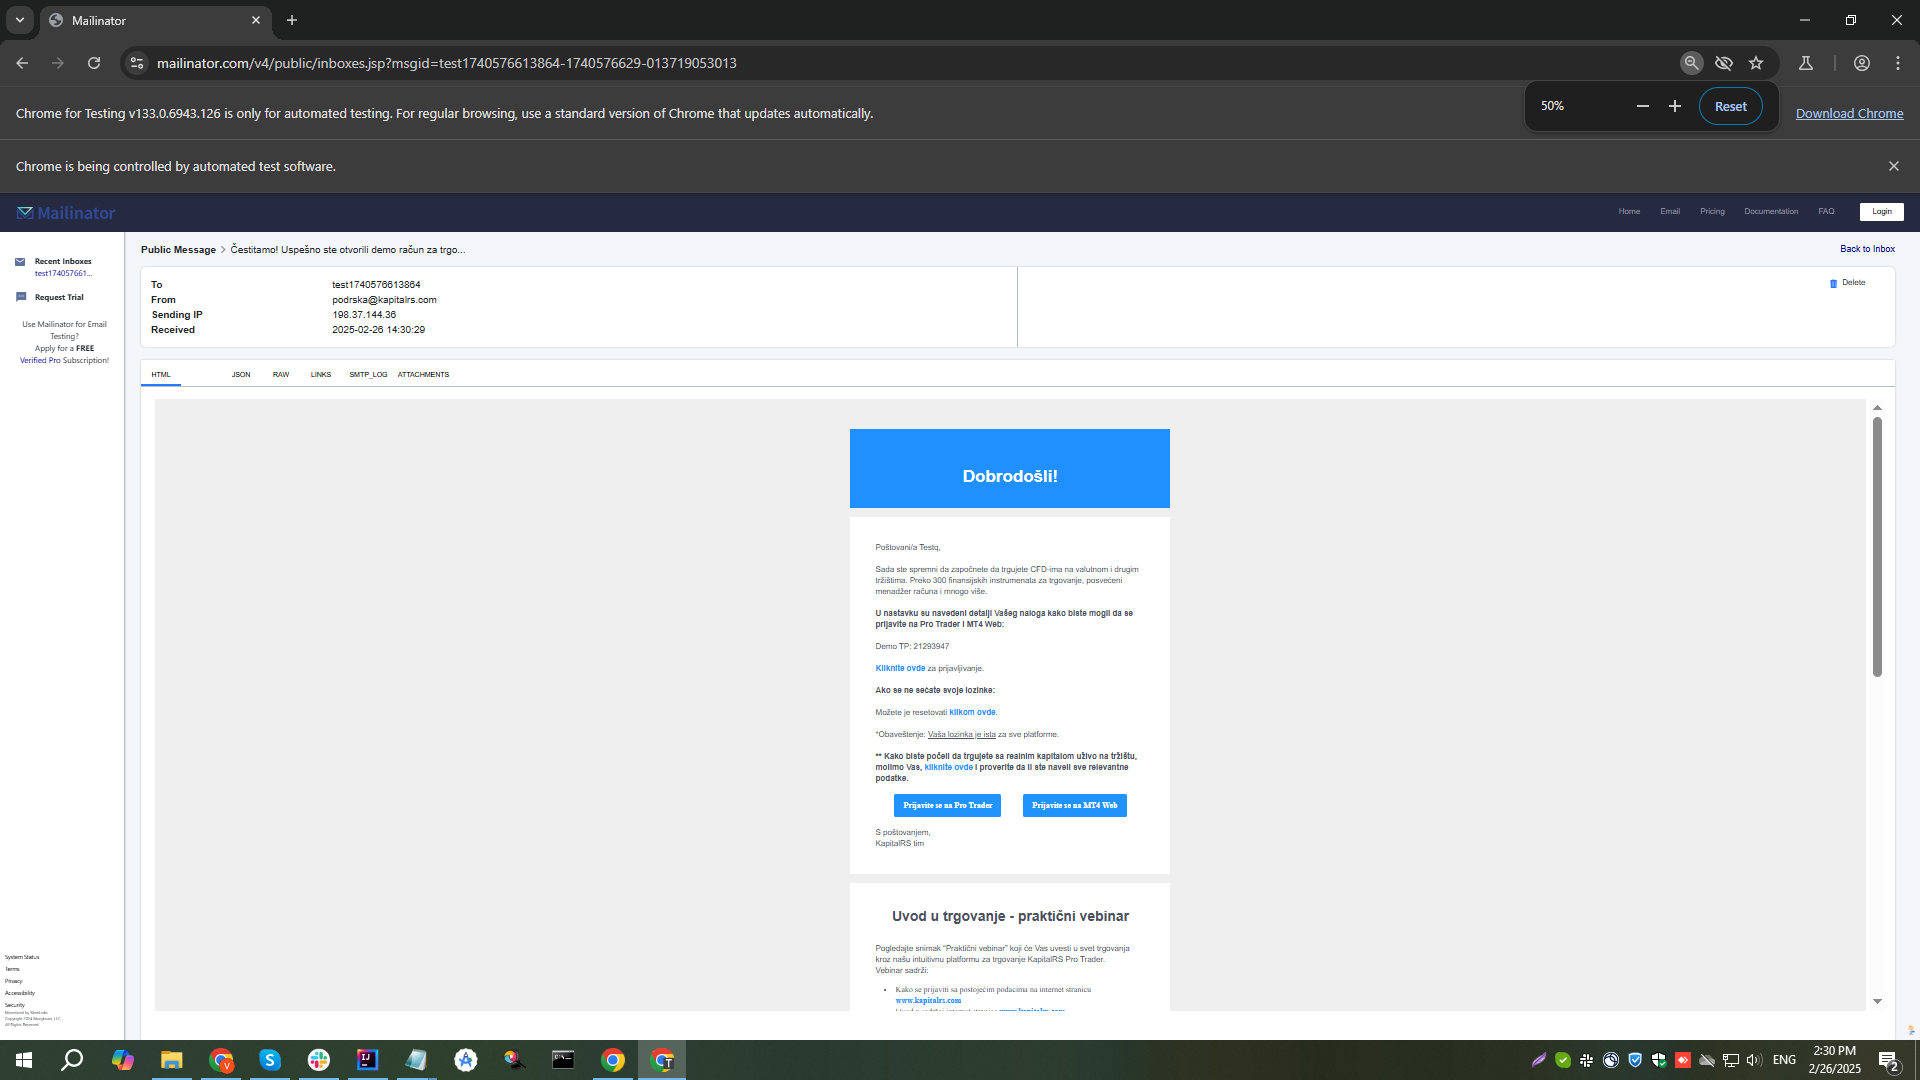 Mailinator
mailinator.com/v4/public/inboxes.jsp?msgid=test1740576613864-1740576629-013719053013
50%
Reset
Chrome for Testing v133.0.6943.126 is only for automated testing. For regular browsing, use a standard version of Chrome that updates automatically.
Download Chrome
Chrome is being controlled by automated test software.
Mailinator
Home
Email
Pricing
Documentation
FAQ
Login
Recent Inboxes
test174057661...
Request Trial
Use Mailinator for Email
Testing?
Apply for a FREE
Verified Pro Subscription!
Public Message > Čestitamo! Uspešno ste otvorili demo račun za trgo...
Back to Inbox
To test1740576613864
From podrska@kapitalrs.com
Sending IP 198.37.144.36
Received 2025-02-26 14:30:29
Delete
HTML
JSON
RAW
LINKS
SMTP_LOG
ATTACHMENTS
Dobrodošli!
Poštovani/a Testq,
Sada ste spremni da započnete da trgujete CFD-ima na valutnom i drugim
tržištima. Preko 300 finansijskih instrumenata za trgovanje, posvećeni
menadžer računa i mnogo više.
U nastavku su navedeni detalji Vašeg naloga kako biste mogli da se
prijavite na Pro Trader i MT4 Web:
Demo TP: 21293947
Kliknite ovde za prijavljivanje.
Ako se ne sećate svoje lozinke:
Možete je resetovati klikom ovde.
*Obaveštenje: Vaša lozinka je ista za sve platforme.
** Kako biste počeli da trgujete sa realnim kapitalom uživo na tržištu,
molimo Vas, kliknite ovde i proverite da li ste naveli sve relevantne
podatke.
Prijavite se na Pro Trader
Prijavite se na MT4 Web
S poštovanjem,
KapitalRS tim
Uvod u trgovanje - praktični vebinar
Pogledajte snimak "Praktični vebinar" koji će Vas uvesti u svet trgovanja
kroz našu intuitivnu platformu za trgovanje KapitalRS Pro Trader.
Vebinar sadrži:
• Kako se prijaviti sa postojećim podacima na internet stranicu
www.kapitalrs.com
System Status
Terms
Privacy
Accessibility
Security
All Rights Reserved
ENG
2:30 PM
2/26/2025
2